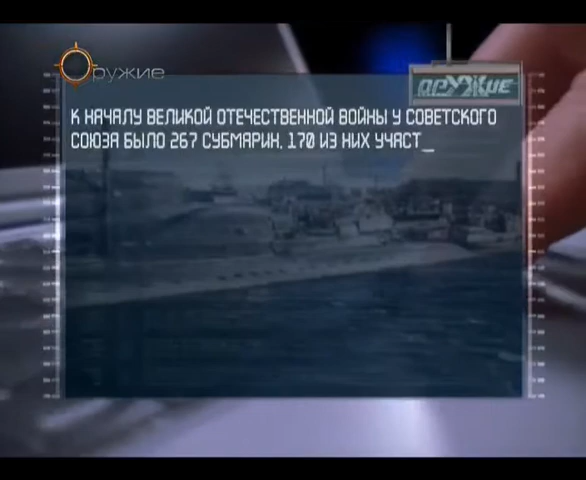 Оружие
ОРУЖИЕ
К НАЧАЛУ ВЕЛИКОЙ ОТЕЧЕСТВЕННОЙ ВОЙНЫ У СОВЕТСКОГО
СОЮЗА БЫЛО 267 СУБМАРИН. 170 ИЗ НИХ УЧАСТ_